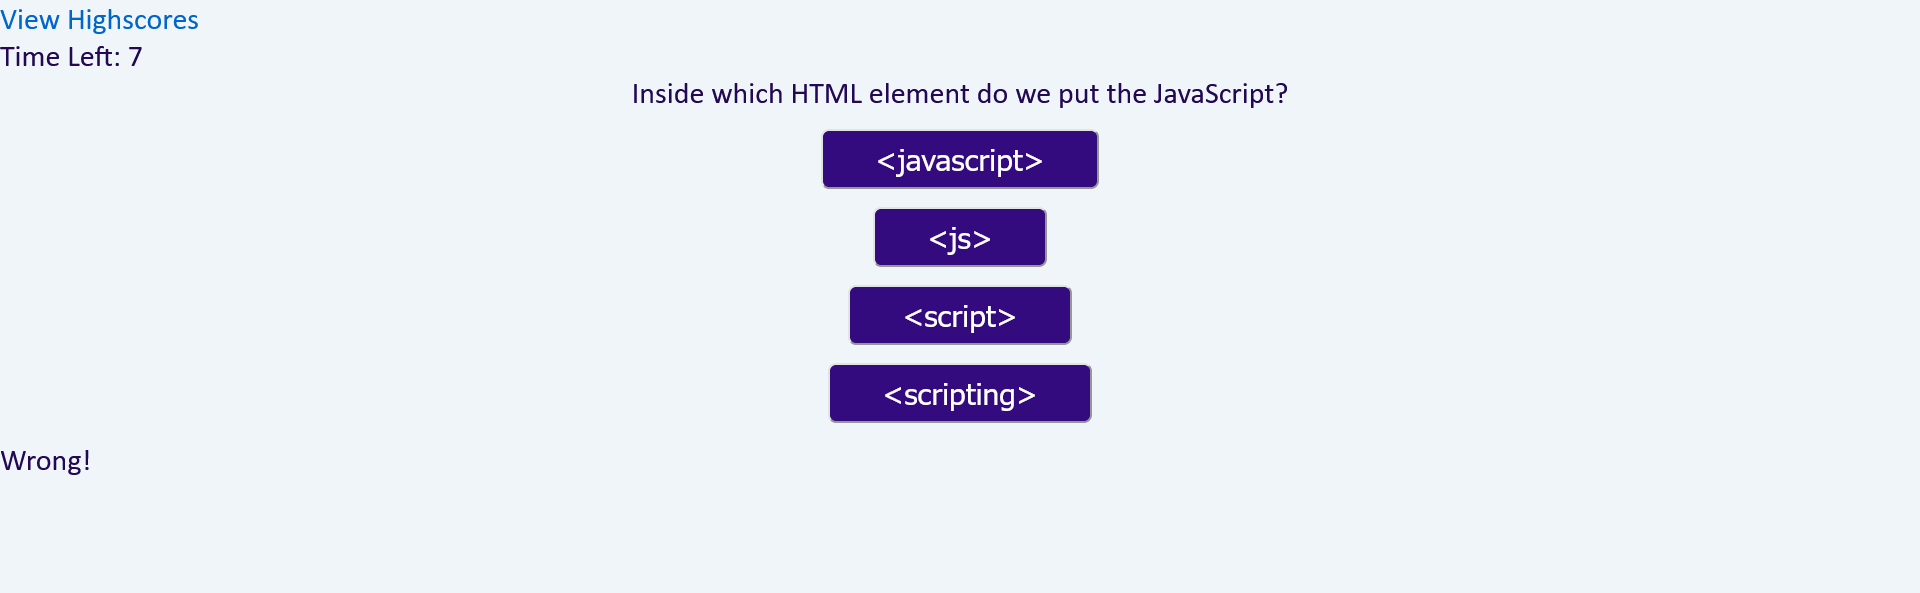 View Highscores
Time Left: 7
Inside which HTML element do we put the JavaScript?
<javascript>
<js>
<script>
<scripting>
Wrong!